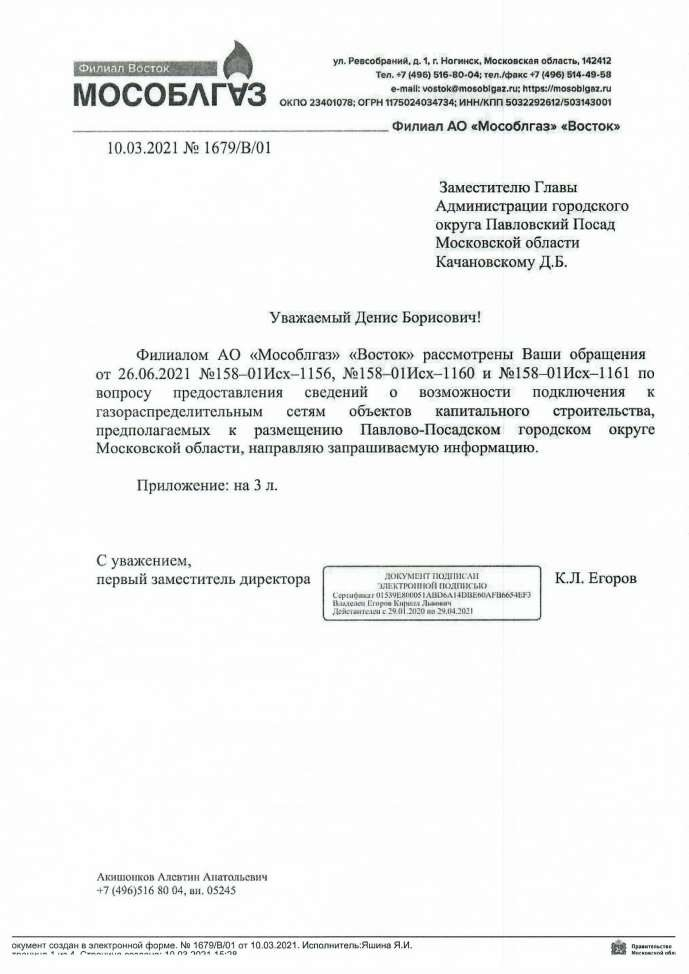 Филиал Восток
МОСОБЛГАЗ
ул. Ревсобраний, д. 1, г. Ногинск, Московская область, 142412
Тел. +7 (496) 516-80-04; тел./факс +7 (496) 514-49-58
e-mail: vostok@mosoblgaz.ru; https://mosoblgaz.ru
ОКПО 23401078; ОГРН 1175024034734; ИНН/КПП 5032292612/503143001
Филиал АО «Мособлгаз» «Восток»
10.03.2021 № 1679/В/01
Заместителю Главы
Администрации городского
округа Павловский Посад
Московской области
Качановскому Д.Б.
Уважаемый Денис Борисович!
Филиалом АО «Мособлгаз» «Восток» рассмотрены Ваши обращения
от 26.06.2021 №158–01Исх–1156, №158–01Исх–1160 и №158–01Исх–1161 по
вопросу предоставления сведений о возможности подключения к
газораспределительным сетям объектов капитального строительства,
предполагаемых к размещению Павлово-Посадском городском округе
Московской области, направляю запрашиваемую информацию.
Приложение: на 3 л.
С уважением,
первый заместитель директора
ДОКУМЕНТ ПОДПИСАН
ЭЛЕКТРОННОЙ ПОДПИСЬЮ
Сертификат 01539E800051ABD6A14DBE60AFB6654EF3
Владелец Егоров Кирилл Львович
Действителен с 29.01.2020 по 29.04.2021
К.Л. Егоров
Акишонков Алевтин Анатольевич
+7 (496)516 80 04, вн. 05245
окумент создан в электронной форме. № 1679/В/01 от 10.03.2021. Исполнитель:Яшина Я.И.
Правительство
Московской обл